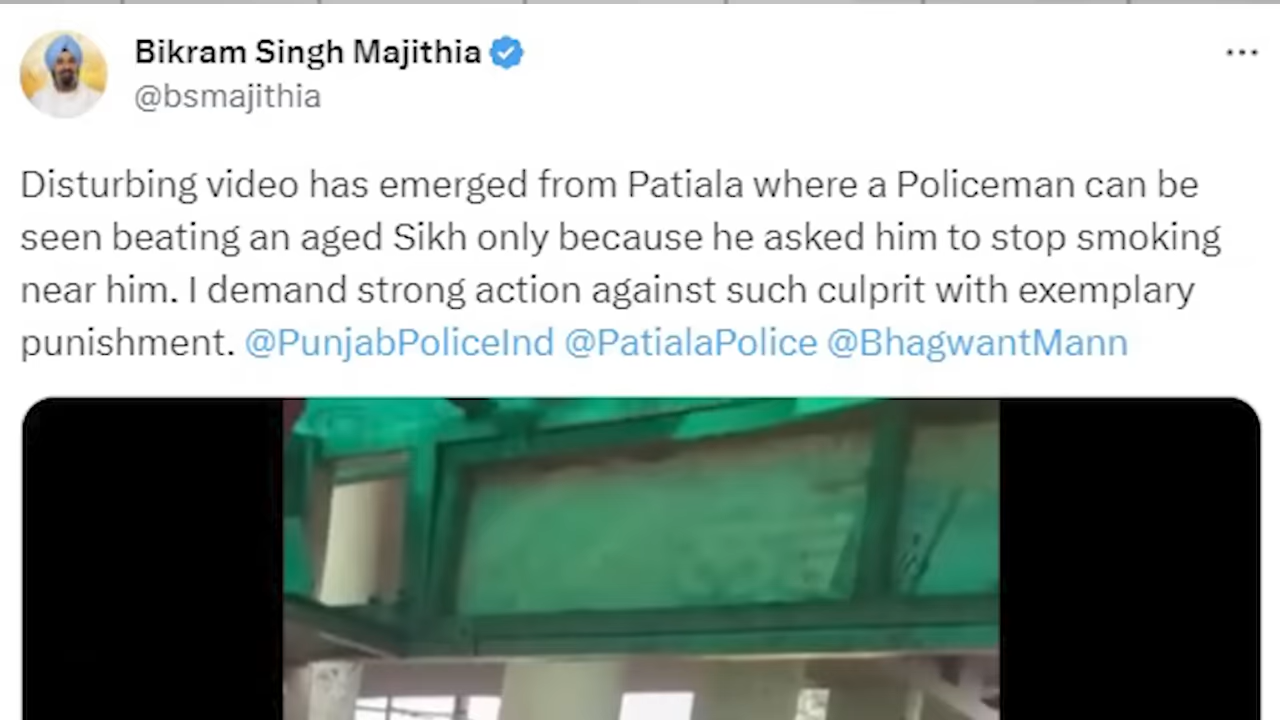 Bikram Singh Majithia
@bsmajithia
Disturbing video has emerged from Patiala where a Policeman can be
seen beating an aged Sikh only because he asked him to stop smoking
near him. I demand strong action against such culprit with exemplary
punishment. @PunjabPoliceInd @PatialaPolice @BhagwantMann